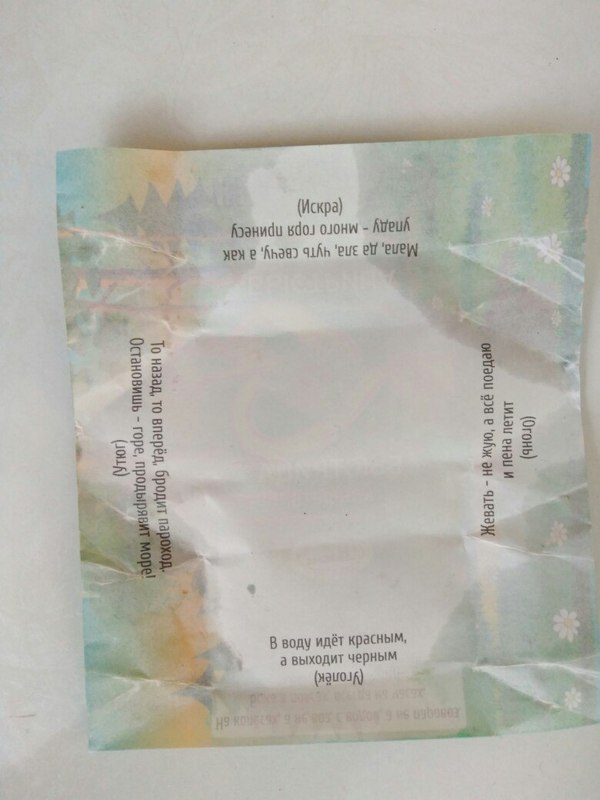 Мала, да зла, чуть свечу, а как
упаду - много горя принесу
(Искра)
То назад, то вперёд, бродит пароход.
Остановишь - горе, продырявит море!
(Утюг)
Жевать - не жую, а всё поедаю
и пена летит
(Огонь)
В воду идёт красным,
а выходит черным
(Уголёк)